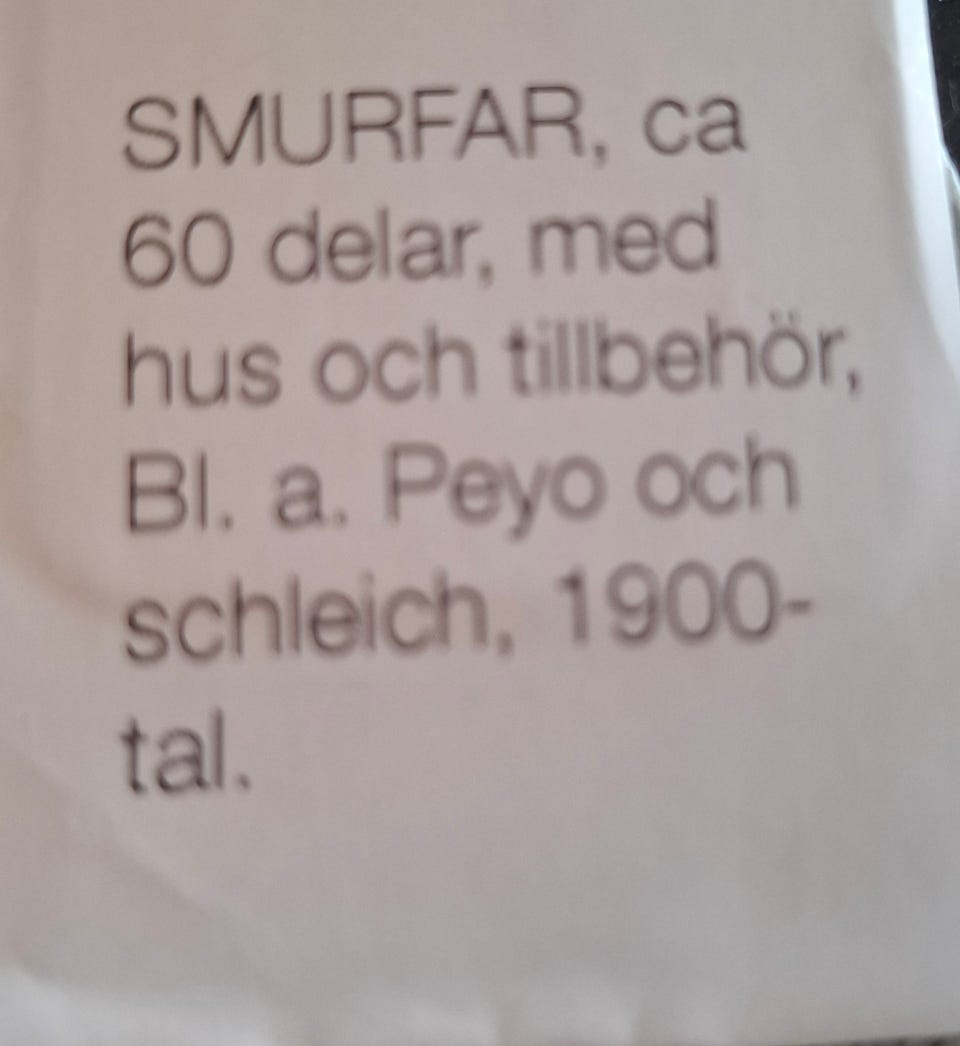 SMURFAR, ca
60 delar, med
hus och tillbehör,
Bl. a. Peyo och
schleich, 1900-
tal.